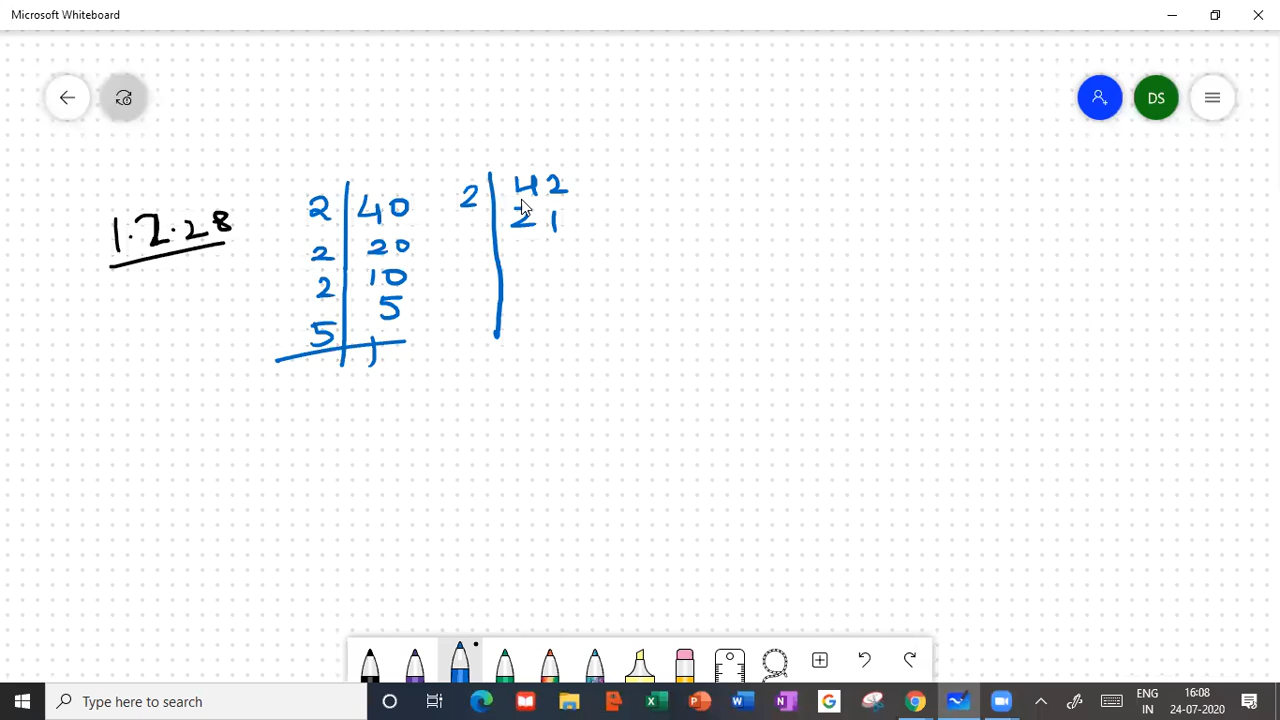 Microsoft Whiteboard
DS
1.2.28
2 | 40
2 | 20
2 | 10
5
5 | 1
2 | 42
21
Type here to search
ENG
IN
16:08
24-07-2020